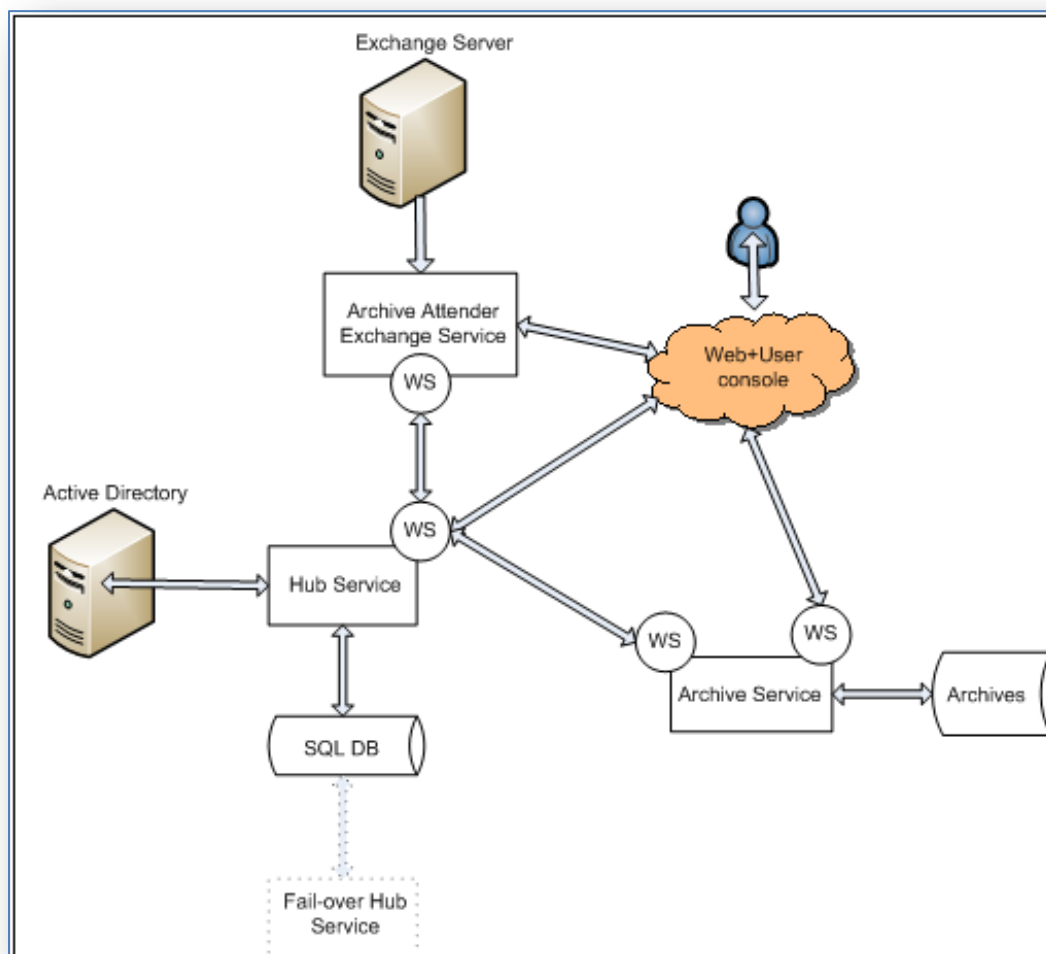 Exchange Server
Archive Attender
Exchange Service
WS
Web+User
console
Active Directory
WS
Hub Service
WS
WS
Archive Service
Archives
SQL DB
Fail-over Hub
Service